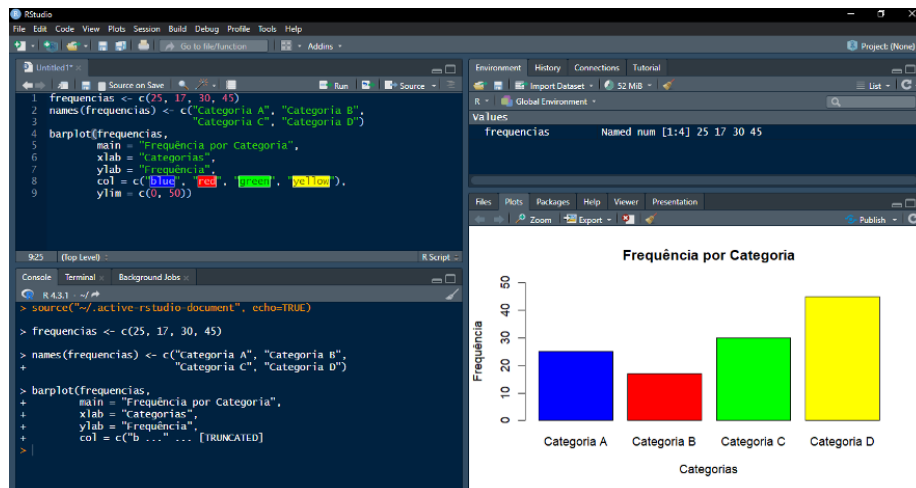 RStudio
File Edit Code View Plots Session Build Debug Profile Tools Help
Go to file/function Addins Project: (None)
Untitled1*
Source on Save Run Source
1 frequencias <- c(25, 17, 30, 45)
2 names(frequencias) <- c("Categoria A", "Categoria B",
3 "Categoria C", "Categoria D")
4 barplot(frequencias,
5 main = "Frequência por Categoria",
6 xlab = "Categorias",
7 ylab = "Frequência",
8 col = c("blue", "red", "green", "yellow"),
9 ylim = c(0, 50))
9:25 (Top Level) R Script
Console Terminal Background Jobs
R 4.3.1 · ~/
> source("~/.active-rstudio-document", echo=TRUE)
> frequencias <- c(25, 17, 30, 45)
> names(frequencias) <- c("Categoria A", "Categoria B",
+ "Categoria C", "Categoria D")
> barplot(frequencias,
+ main = "Frequência por Categoria",
+ xlab = "Categorias",
+ ylab = "Frequência",
+ col = c("b ..." ... [TRUNCATED]
>
Environment History Connections Tutorial
Import Dataset 52 MiB List
R Global Environment
Values
frequencias Named num [1:4] 25 17 30 45
Files Plots Packages Help Viewer Presentation
Zoom Export Publish
Frequência por Categoria
Frequência
50
40
30
20
10
0
Categoria A Categoria B Categoria C Categoria D
Categorias